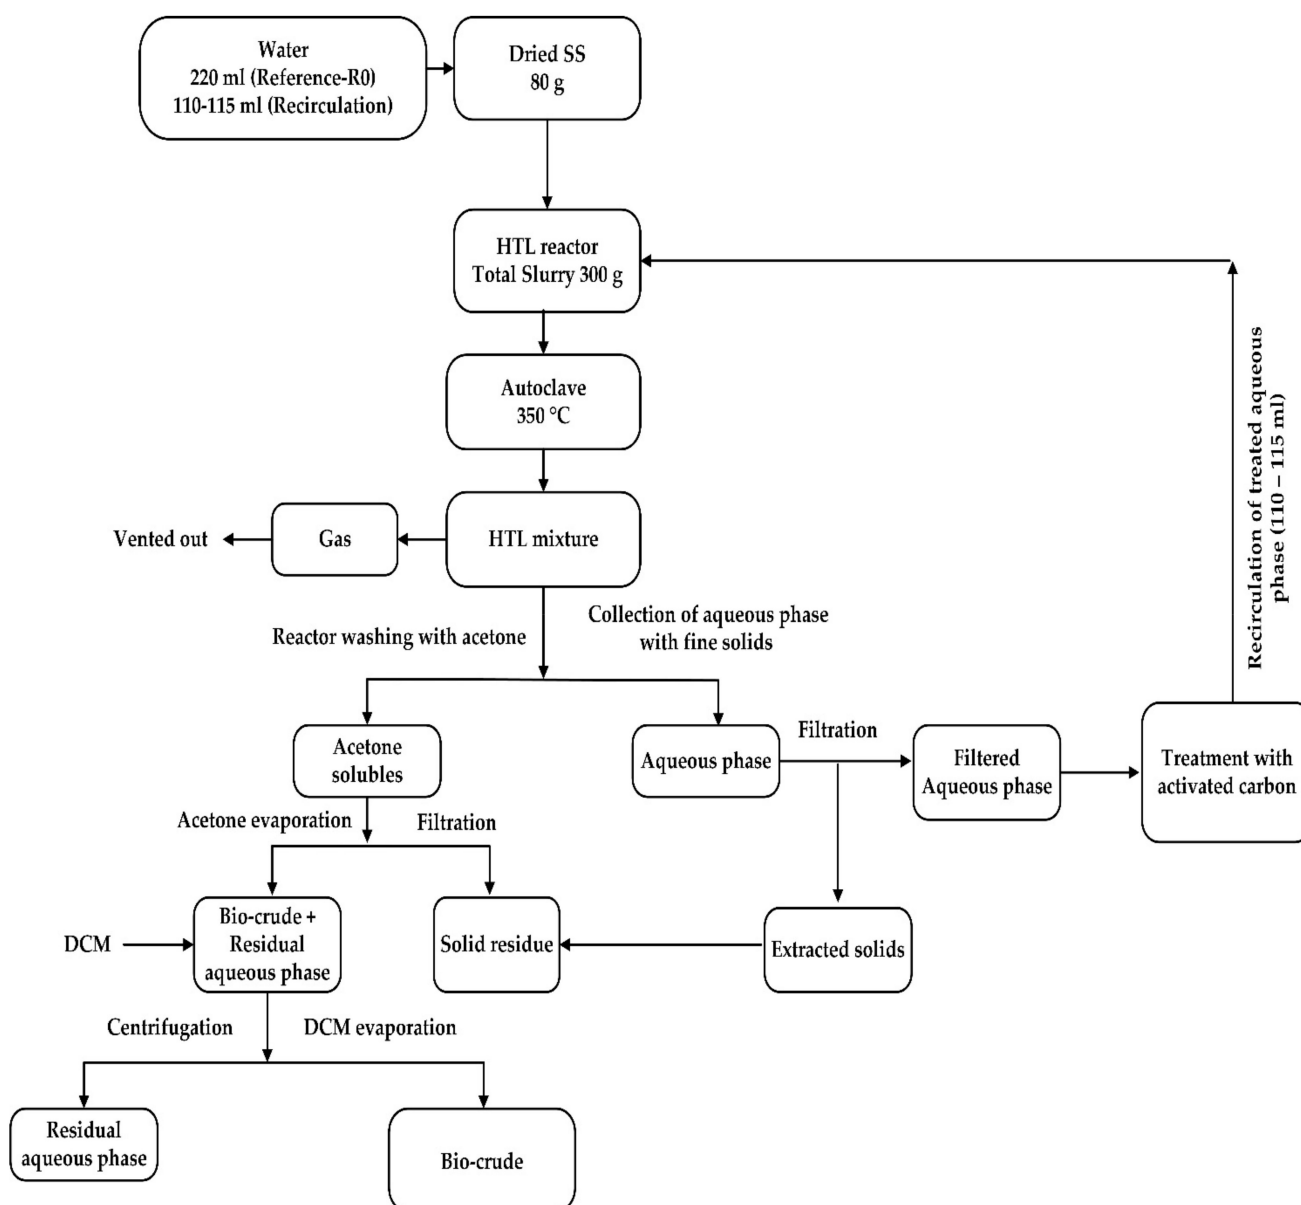 Water
220 ml (Reference-R0)
110-115 ml (Recirculation)
Dried SS
80 g
HTL reactor
Total Slurry 300 g
Autoclave
350 °C
Vented out
Gas
HTL mixture
Reactor washing with acetone
Collection of aqueous phase
with fine solids
Recirculation of treated aqueous
phase (110 – 115 ml)
Acetone
solubles
Aqueous phase
Filtration
Filtered
Aqueous phase
Treatment with
activated carbon
Acetone evaporation
Filtration
DCM
Bio-crude +
Residual
aqueous phase
Solid residue
Extracted solids
Centrifugation
DCM evaporation
Residual
aqueous phase
Bio-crude